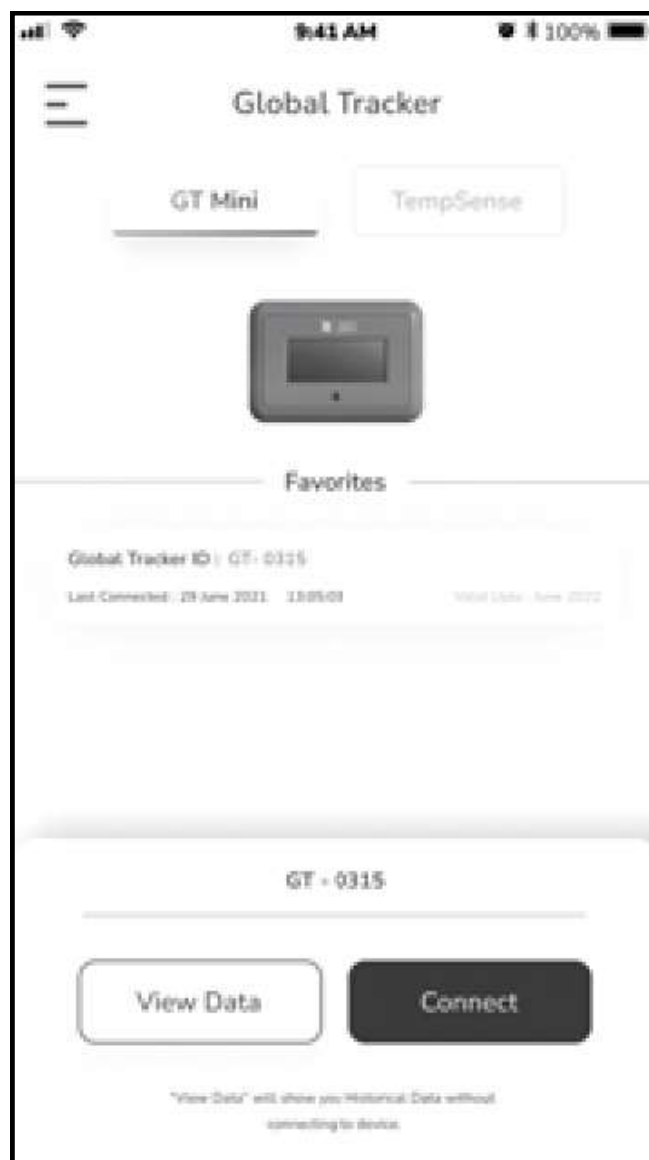 9:41 AM 100%
Global Tracker
GT Mini TempSense
Favorites
Global Tracker ID : GT- 0315
Last Connected : 29 June 2021 13:05:03 June 2022
GT - 0315
View Data Connect
"View Data" will show you Historical Data without
connecting to device.